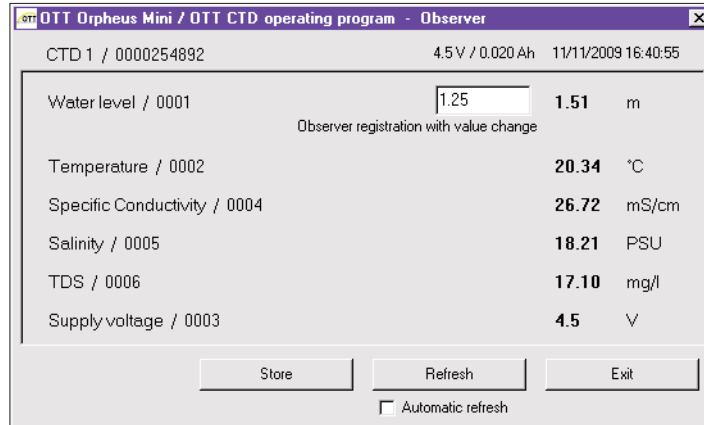 OTT OTT Orpheus Mini / OTT CTD operating program - Observer
CTD 1 / 0000254892 4.5 V / 0.020 Ah 11/11/2009 16:40:55
Water level / 0001 1.25 1.51 m
Observer registration with value change
Temperature / 0002 20.34 °C
Specific Conductivity / 0004 26.72 mS/cm
Salinity / 0005 18.21 PSU
TDS / 0006 17.10 mg/l
Supply voltage / 0003 4.5 V
Store Refresh Exit
Automatic refresh